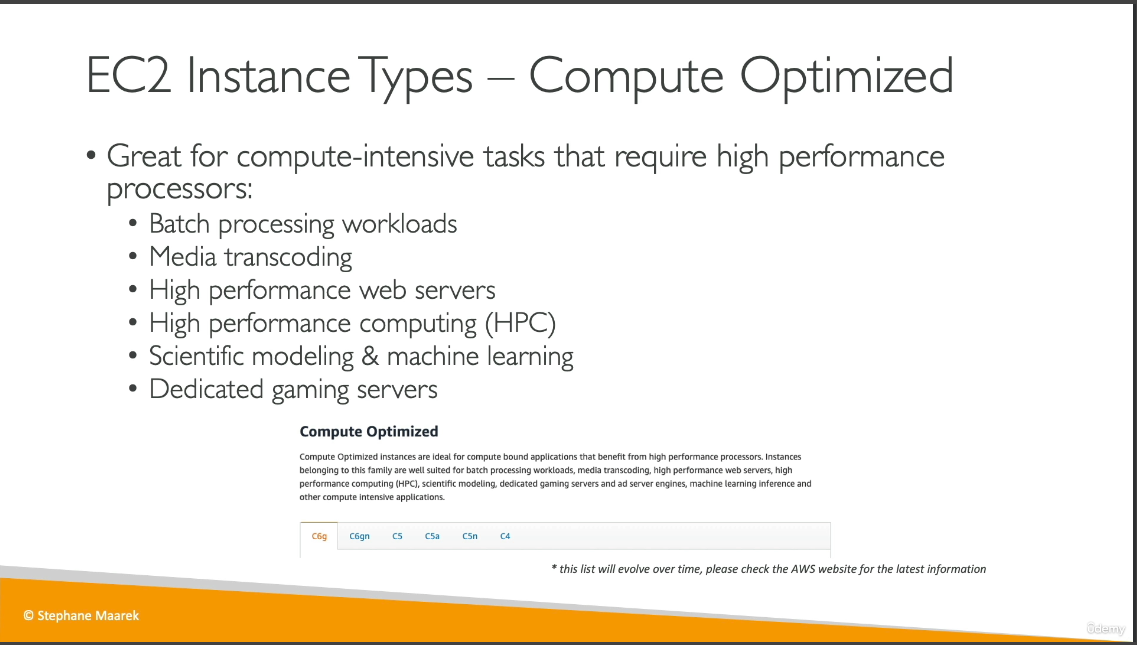 EC2 Instance Types – Compute Optimized
• Great for compute-intensive tasks that require high performance
processors:
• Batch processing workloads
• Media transcoding
• High performance web servers
• High performance computing (HPC)
• Scientific modeling & machine learning
• Dedicated gaming servers
Compute Optimized
Compute Optimized instances are ideal for compute bound applications that benefit from high performance processors. Instances
belonging to this family are well suited for batch processing workloads, media transcoding, high performance web servers, high
performance computing (HPC), scientific modeling, dedicated gaming servers and ad server engines, machine learning inference and
other compute intensive applications.
C6g C6gn C5 C5a C5n C4
* this list will evolve over time, please check the AWS website for the latest information
© Stephane Maarek
ûdemy